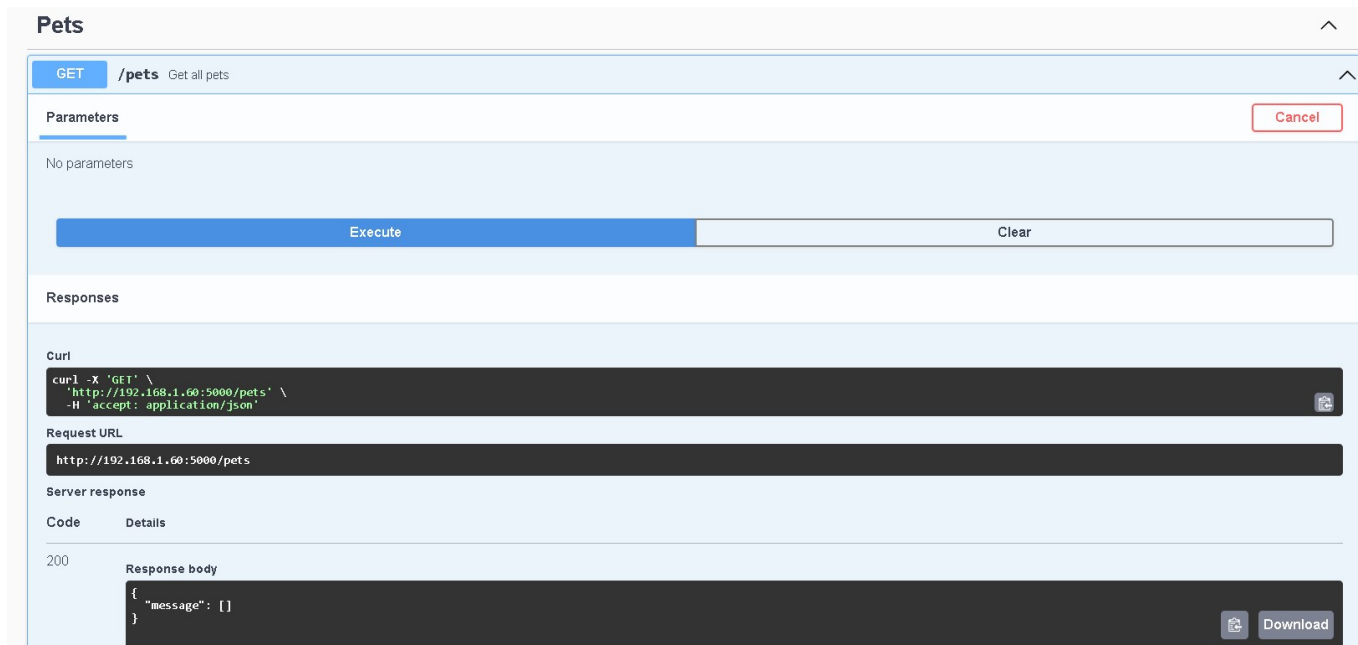 Pets
GET /pets Get all pets
Parameters Cancel
No parameters
Execute Clear
Responses
Curl
curl -X 'GET' \
'http://192.168.1.60:5000/pets' \
-H 'accept: application/json'
Request URL
http://192.168.1.60:5000/pets
Server response
Code Details
200
Response body
{
"message": []
}
Download